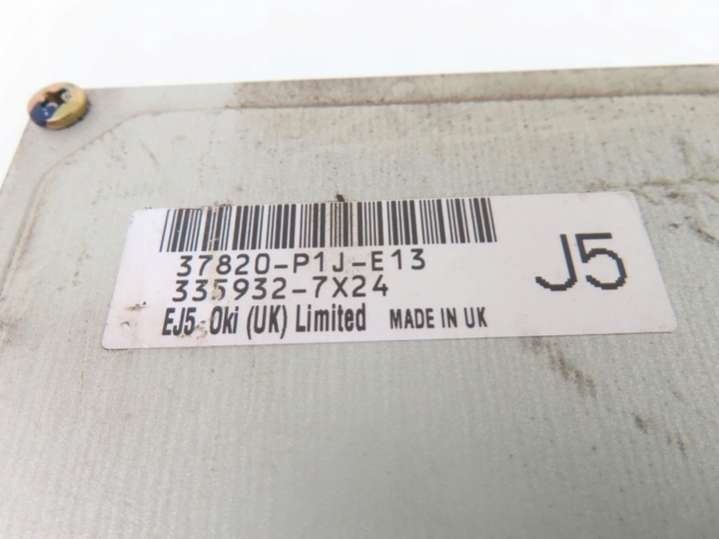 37820-P1J-E13
335932-7X24
EJ5 Oki (UK) Limited MADE IN UK
J5